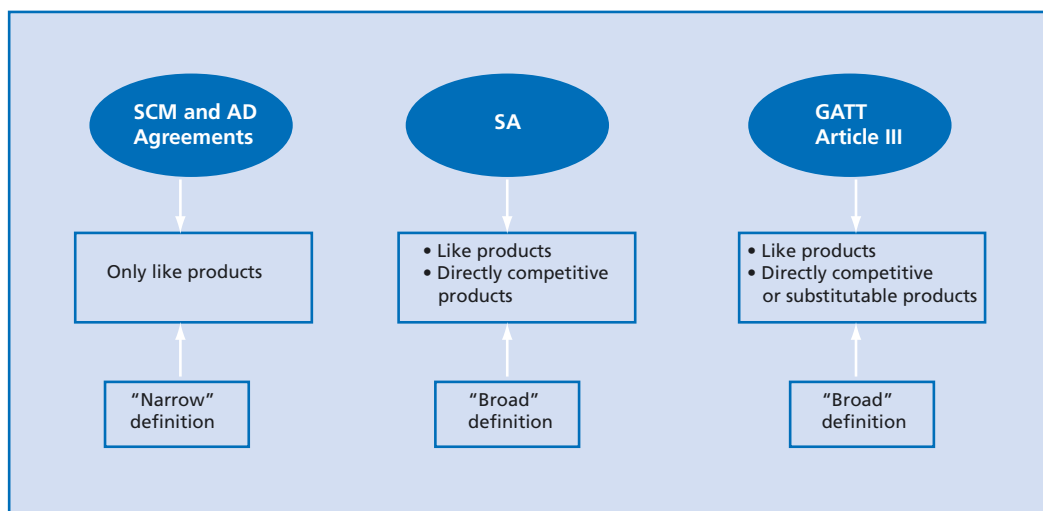 SCM and AD
Agreements
Only like products
“Narrow”
definition
SA
• Like products
• Directly competitive
products
“Broad”
definition
GATT
Article III
• Like products
• Directly competitive
or substitutable products
“Broad”
definition